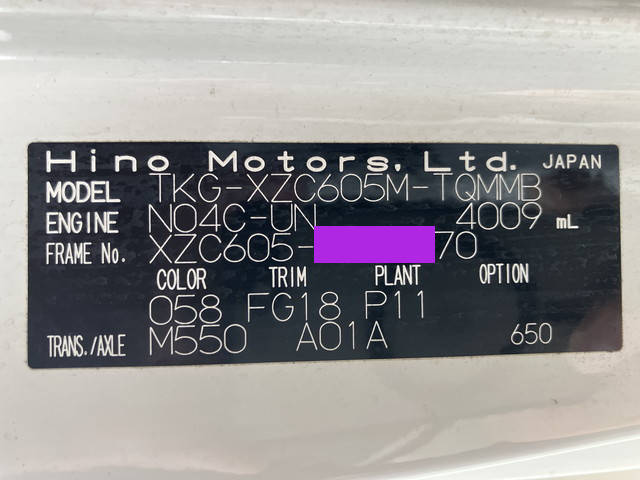 Hino Motors, Ltd. JAPAN
MODEL TKG-XZC605M-TQMMB
ENGINE N04C-UN 4009 mL
FRAME No. XZC605- 70
COLOR TRIM PLANT OPTION
058 FG18 P11
TRANS./AXLE M550 A01A 650